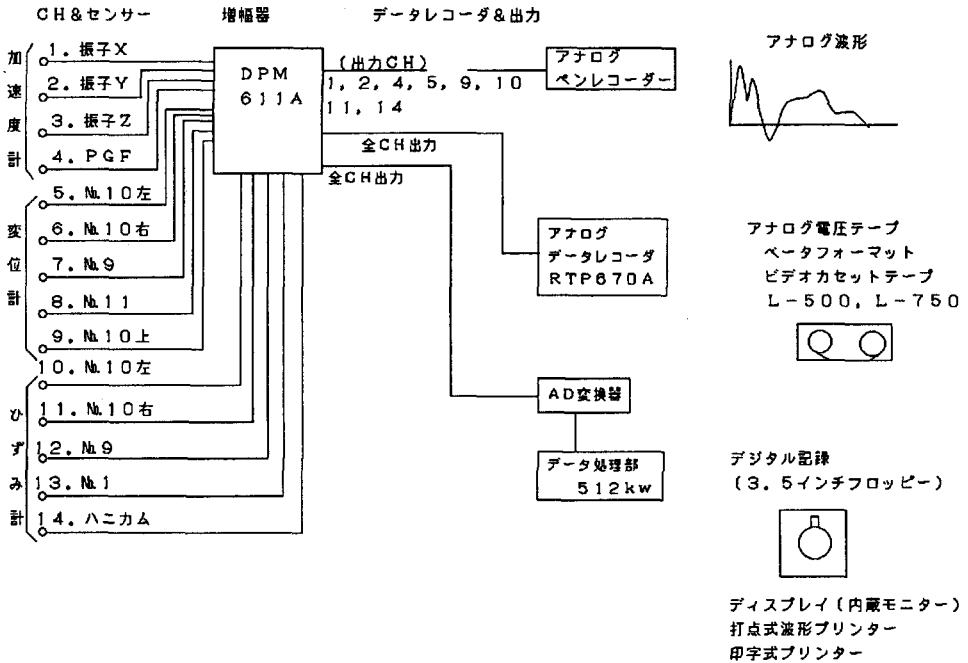 CH&センサー
増幅器
データレコーダ&出力
加速度計
1．振子X
2．振子Y
3．振子Z
4．PGF
変位計
5．№10左
6．№10右
7．№9
8．№11
9．№10上
ひずみ計
10．№10左
11．№10右
12．№9
13．№1
14．ハニカム
DPM
611A
(出力CH)
1，2，4，5，9，10
11，14
全CH出力
全CH出力
アナログ
ペンレコーダー
アナログ
データレコーダ
RTP670A
AD変換器
データ処理部
512kw
アナログ波形
アナログ電圧テープ
ベータフォーマット
ビデオカセットテープ
L-500，L-750
デジタル記録
(3．5インチフロッピー)
ディスプレイ(内蔵モニター)
打点式波形プリンター
印字式プリンター